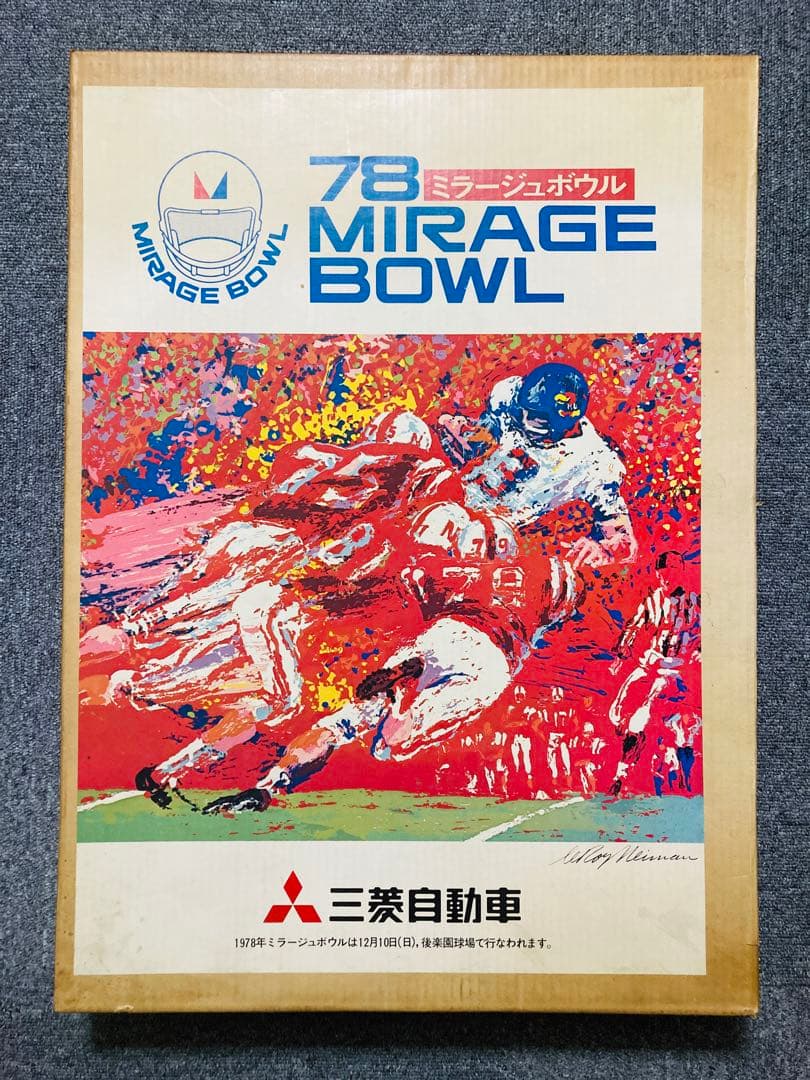 MIRAGE BOWL
78
ミラージュボウル
MIRAGE
BOWL
79
79
LeRoy Neiman
三菱自動車
1978年ミラージュボウルは12月10日(日),後楽園球場で行なわれます。